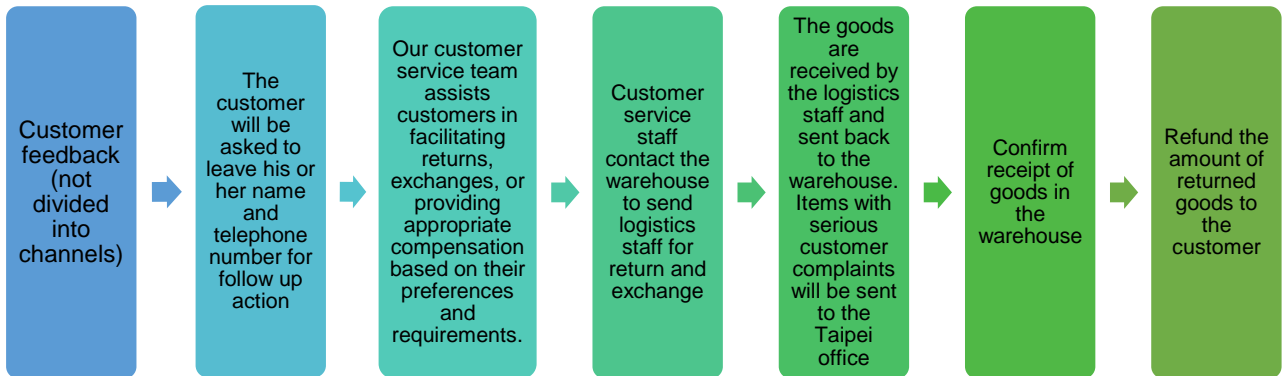 Customer
feedback
(not
divided
into
channels)
The
customer
will be
asked to
leave his or
her name
and
telephone
number for
follow up
action
Our customer
service team
assists
customers in
facilitating
returns,
exchanges, or
providing
appropriate
compensation
based on their
preferences
and
requirements.
Customer
service
staff
contact the
warehouse
to send
logistics
staff for
return and
exchange
The goods
are
received by
the logistics
staff and
sent back
to the
warehouse.
Items with
serious
customer
complaints
will be sent
to the
Taipei
office
Confirm
receipt of
goods in
the
warehouse
Refund the
amount of
returned
goods to
the
customer